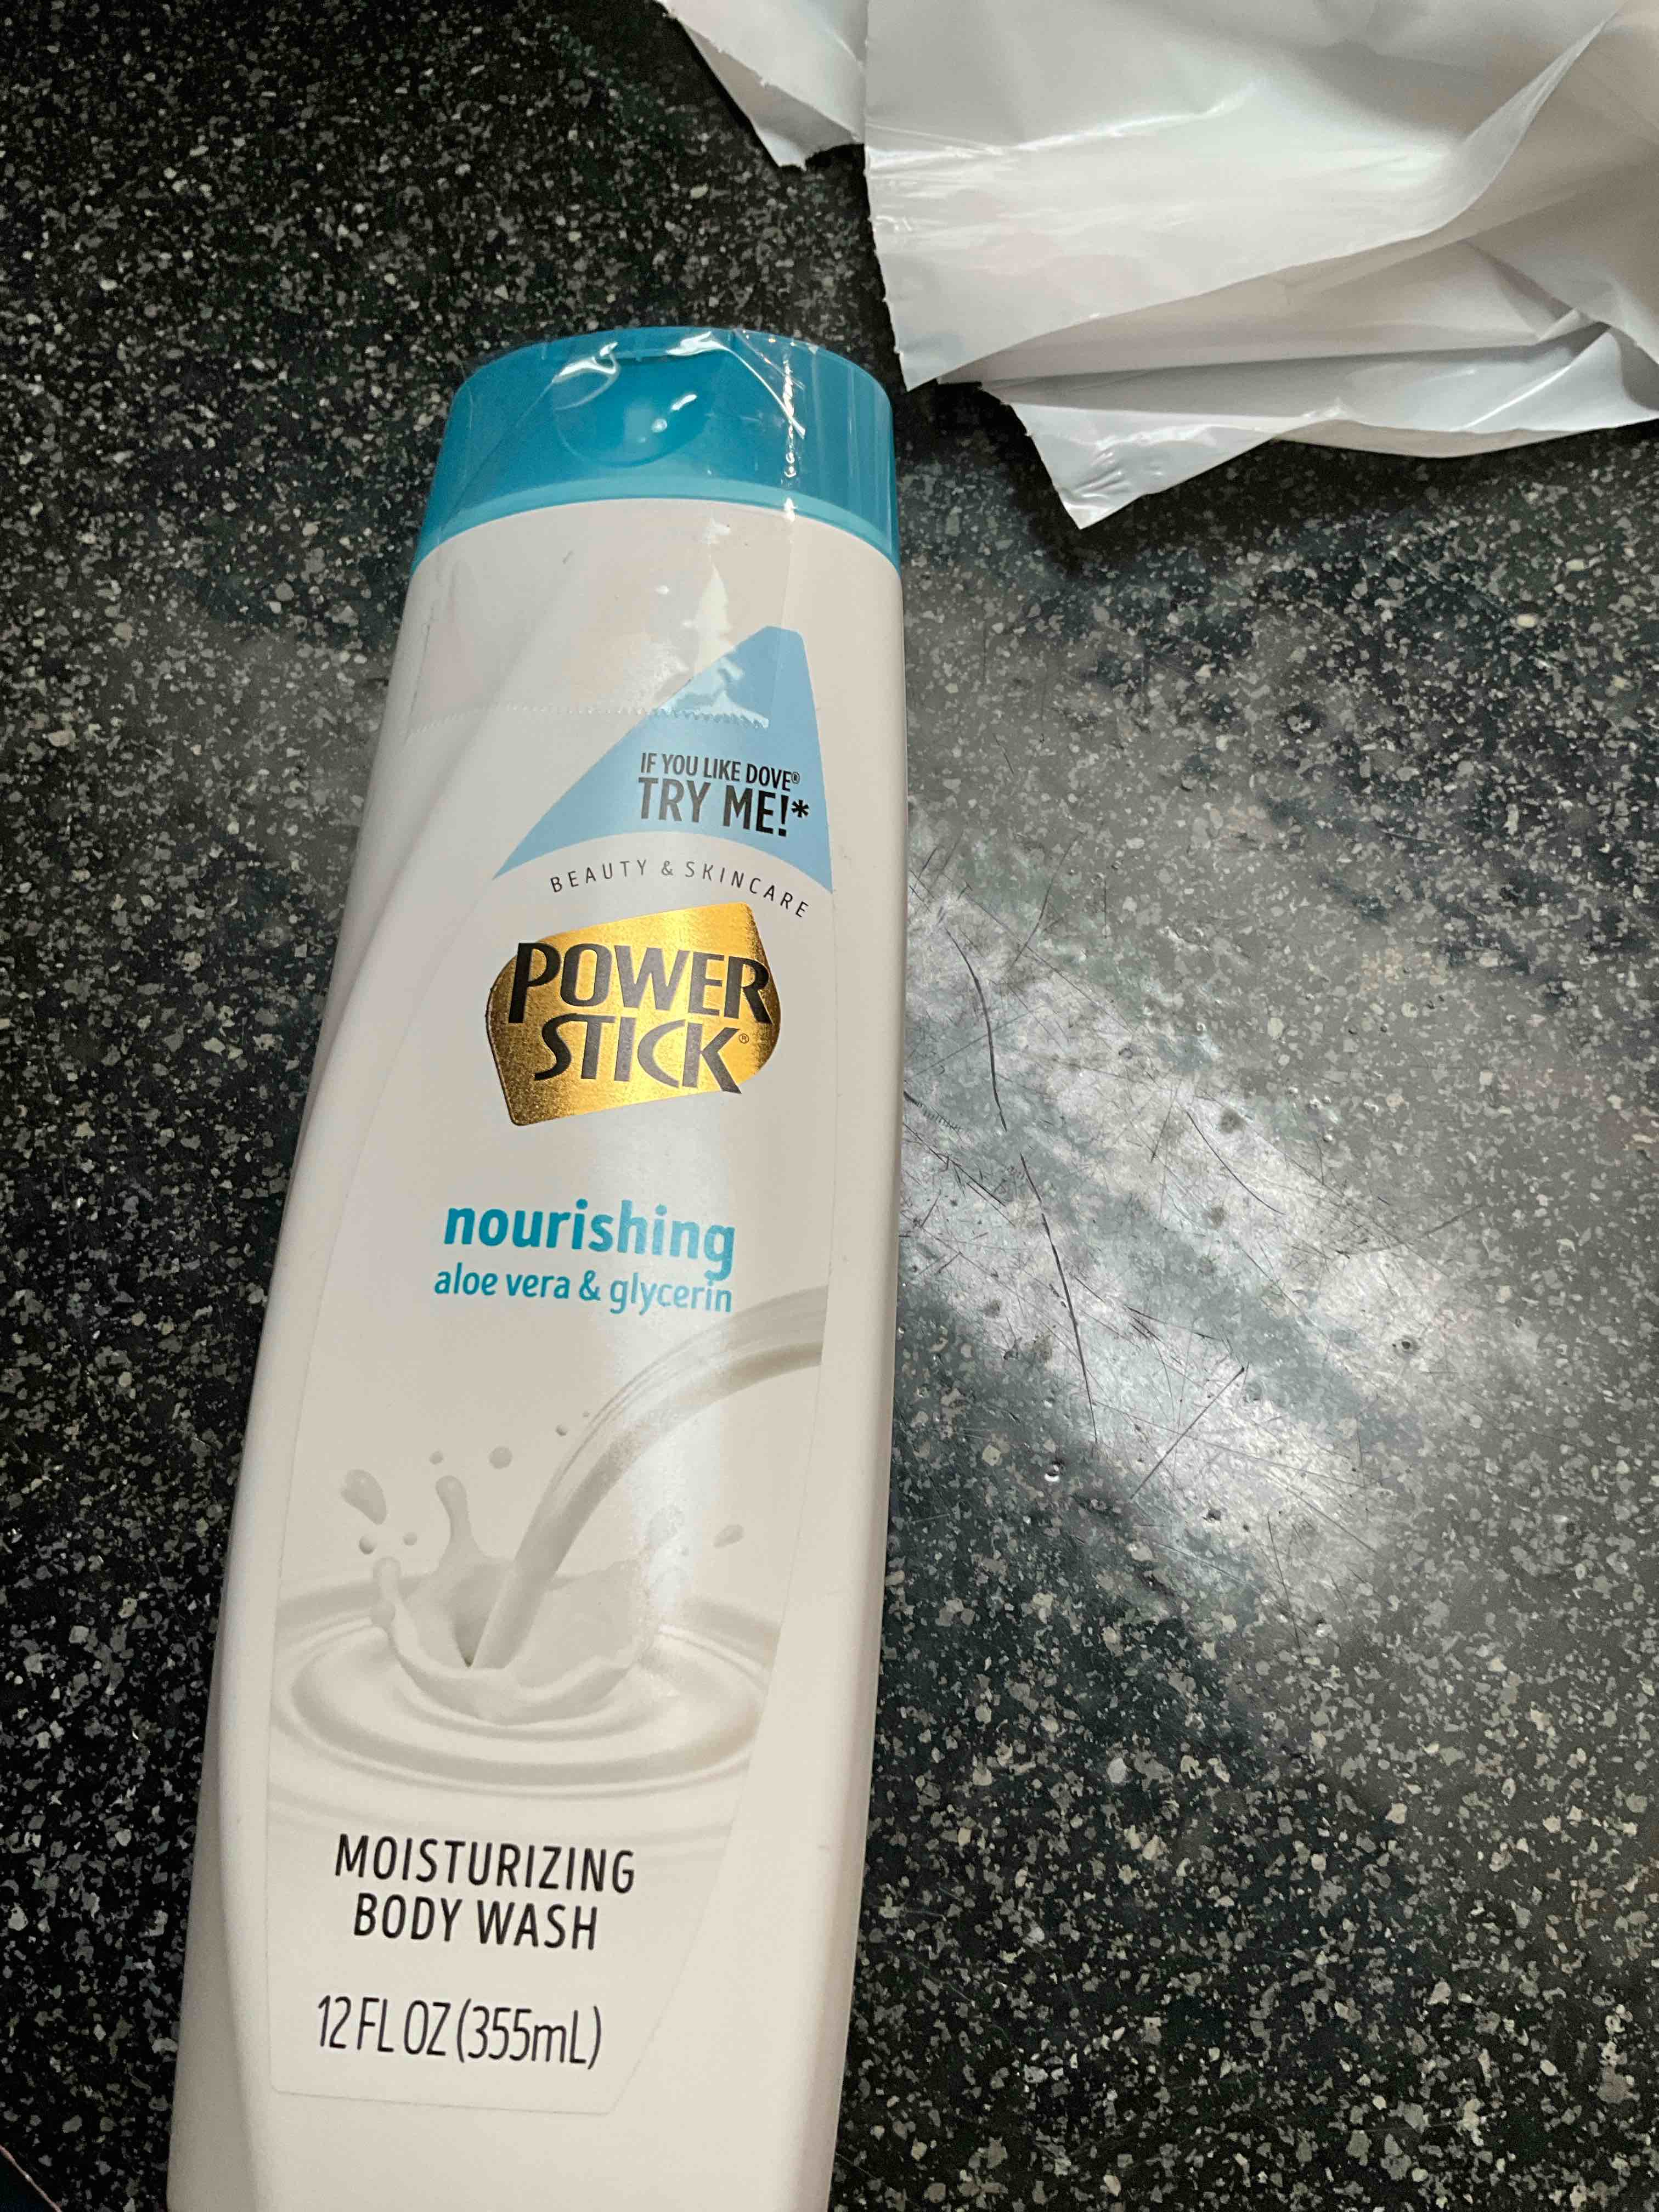 IF YOU LIKE DOVE®
TRY ME!*
BEAUTY & SKINCARE
POWER
STICK®
nourishing
aloe vera & glycerin
MOISTURIZING
BODY WASH
12 FL OZ (355mL)